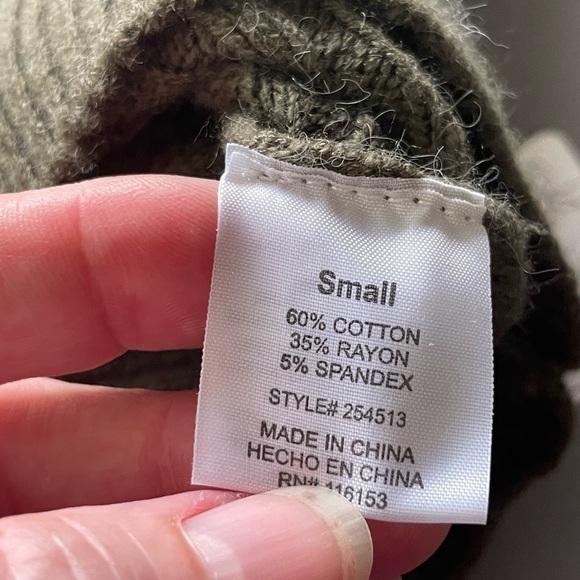 Small
60% COTTON
35% RAYON
5% SPANDEX
STYLE# 254513
MADE IN CHINA
HECHO EN CHINA
RN# 116153